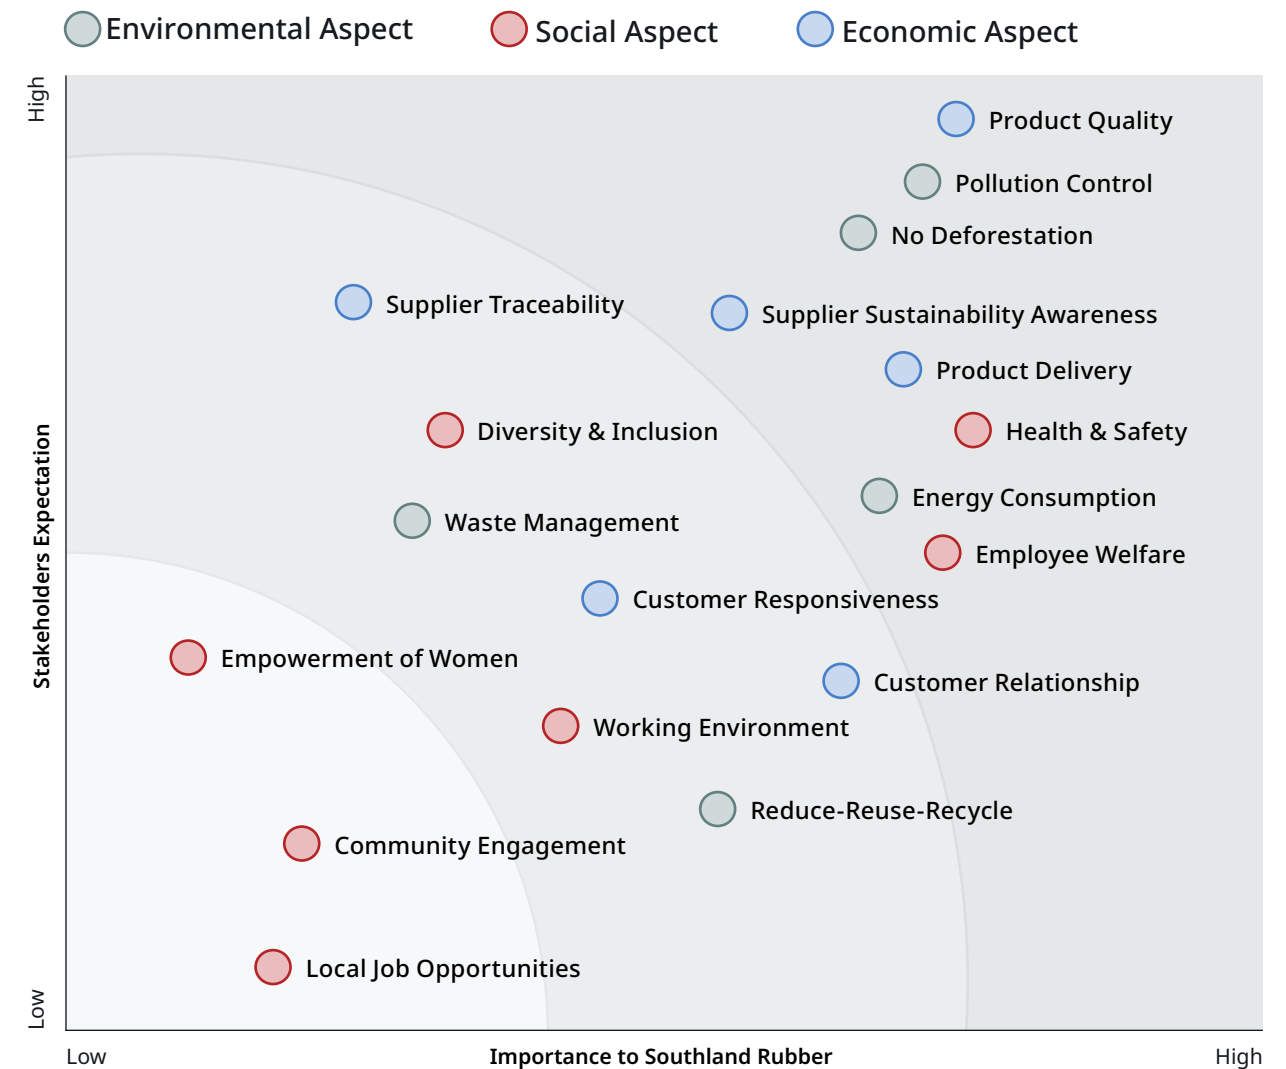 Environmental Aspect
Social Aspect
Economic Aspect
High
Product Quality
Pollution Control
No Deforestation
Supplier Traceability
Supplier Sustainability Awareness
Product Delivery
Diversity & Inclusion
Health & Safety
Energy Consumption
Waste Management
Employee Welfare
Stakeholders Expectation
Customer Responsiveness
Empowerment of Women
Customer Relationship
Working Environment
Reduce-Reuse-Recycle
Community Engagement
Local Job Opportunities
Low
Low
Importance to Southland Rubber
High